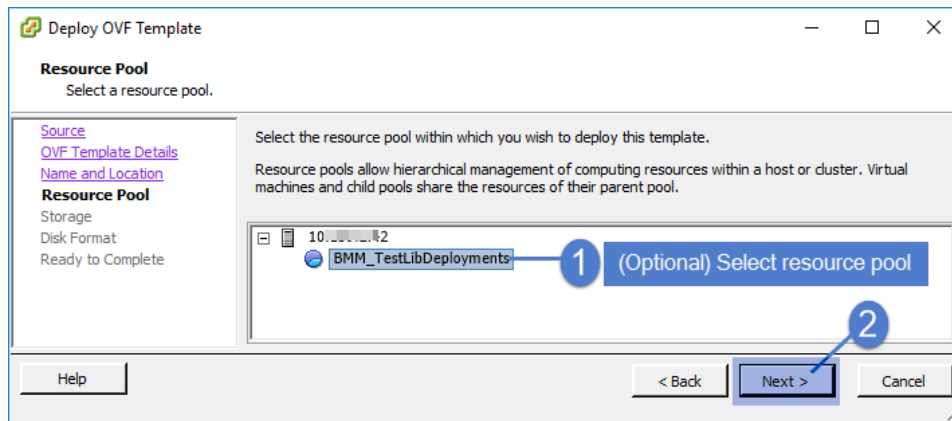 Deploy OVF Template
Resource Pool
Select a resource pool.
Source
OVF Template Details
Name and Location
Resource Pool
Storage
Disk Format
Ready to Complete
Select the resource pool within which you wish to deploy this template.
Resource pools allow hierarchical management of computing resources within a host or cluster. Virtual
machines and child pools share the resources of their parent pool.
BMM_TestLibDeployments
1 (Optional) Select resource pool
2
Help
< Back
Next >
Cancel